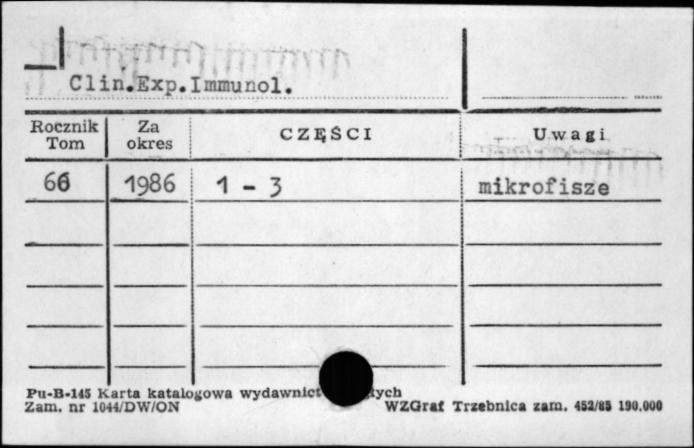 Clin.Exp.Immunol.
Rocznik Tom Za okres CZĘŚCI Uwagi
66 1986 1 - 3 mikrofisze
Pu-B-145 Karta katalogowa wydawnict
Zam. nr 1044/DW/ON WZGraf Trzebnica zam. 452/85 190.000